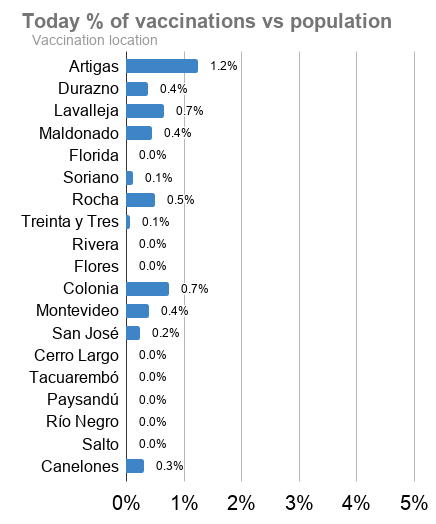 Today % of vaccinations vs population
Vaccination location
Artigas 1.2%
Durazno 0.4%
Lavalleja 0.7%
Maldonado 0.4%
Florida 0.0%
Soriano 0.1%
Rocha 0.5%
Treinta y Tres 0.1%
Rivera 0.0%
Flores 0.0%
Colonia 0.7%
Montevideo 0.4%
San José 0.2%
Cerro Largo 0.0%
Tacuarembó 0.0%
Paysandú 0.0%
Río Negro 0.0%
Salto 0.0%
Canelones 0.3%
0% 1% 2% 3% 4% 5%